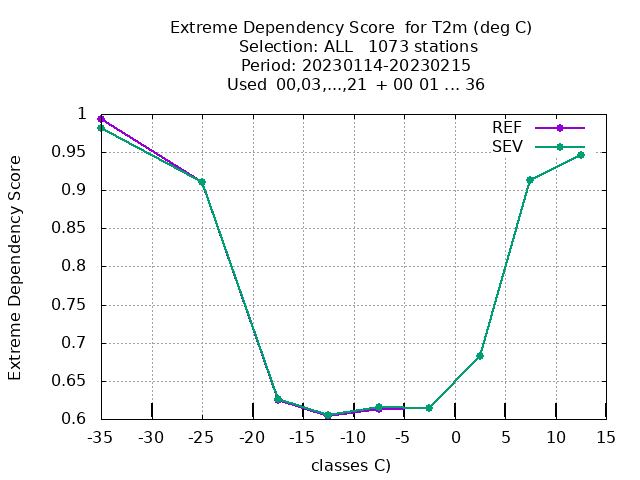 Extreme Dependency Score  for T2m (deg C)
Selection: ALL   1073 stations
Period: 20230114-20230215
Used  00,03,...,21  + 00 01 ... 36
REF
SEV
Extreme Dependency Score
1
0.95
0.9
0.85
0.8
0.75
0.7
0.65
0.6
-35 -30 -25 -20 -15 -10 -5 0 5 10 15
classes C)